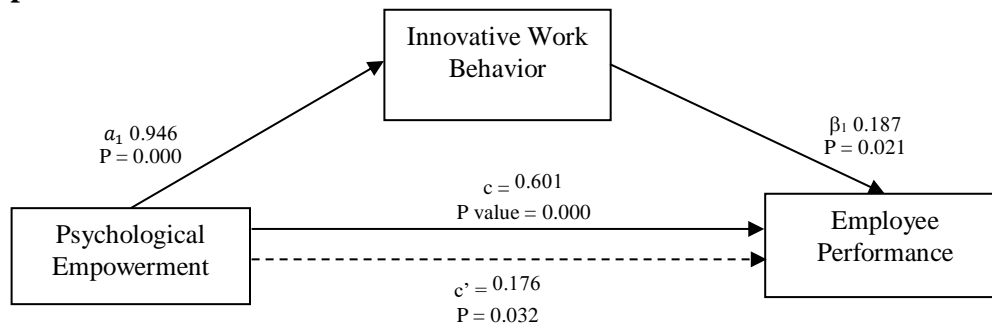 Innovative Work
Behavior
a₁ 0.946
P = 0.000
β₁ 0.187
P = 0.021
c = 0.601
P value = 0.000
Psychological
Empowerment
Employee
Performance
c’ = 0.176
P = 0.032